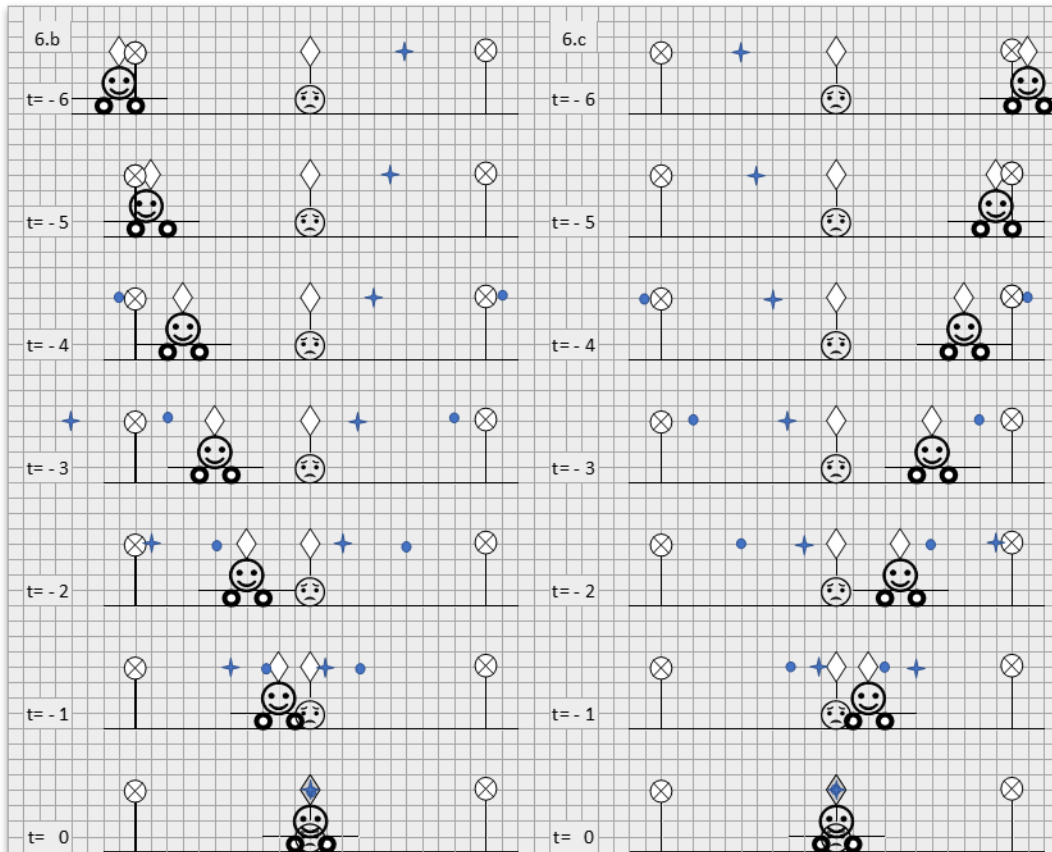 6.b
t= - 6
t= - 5
t= - 4
t= - 3
t= - 2
t= - 1
t= 0
6.c
t= - 6
t= - 5
t= - 4
t= - 3
t= - 2
t= - 1
t= 0